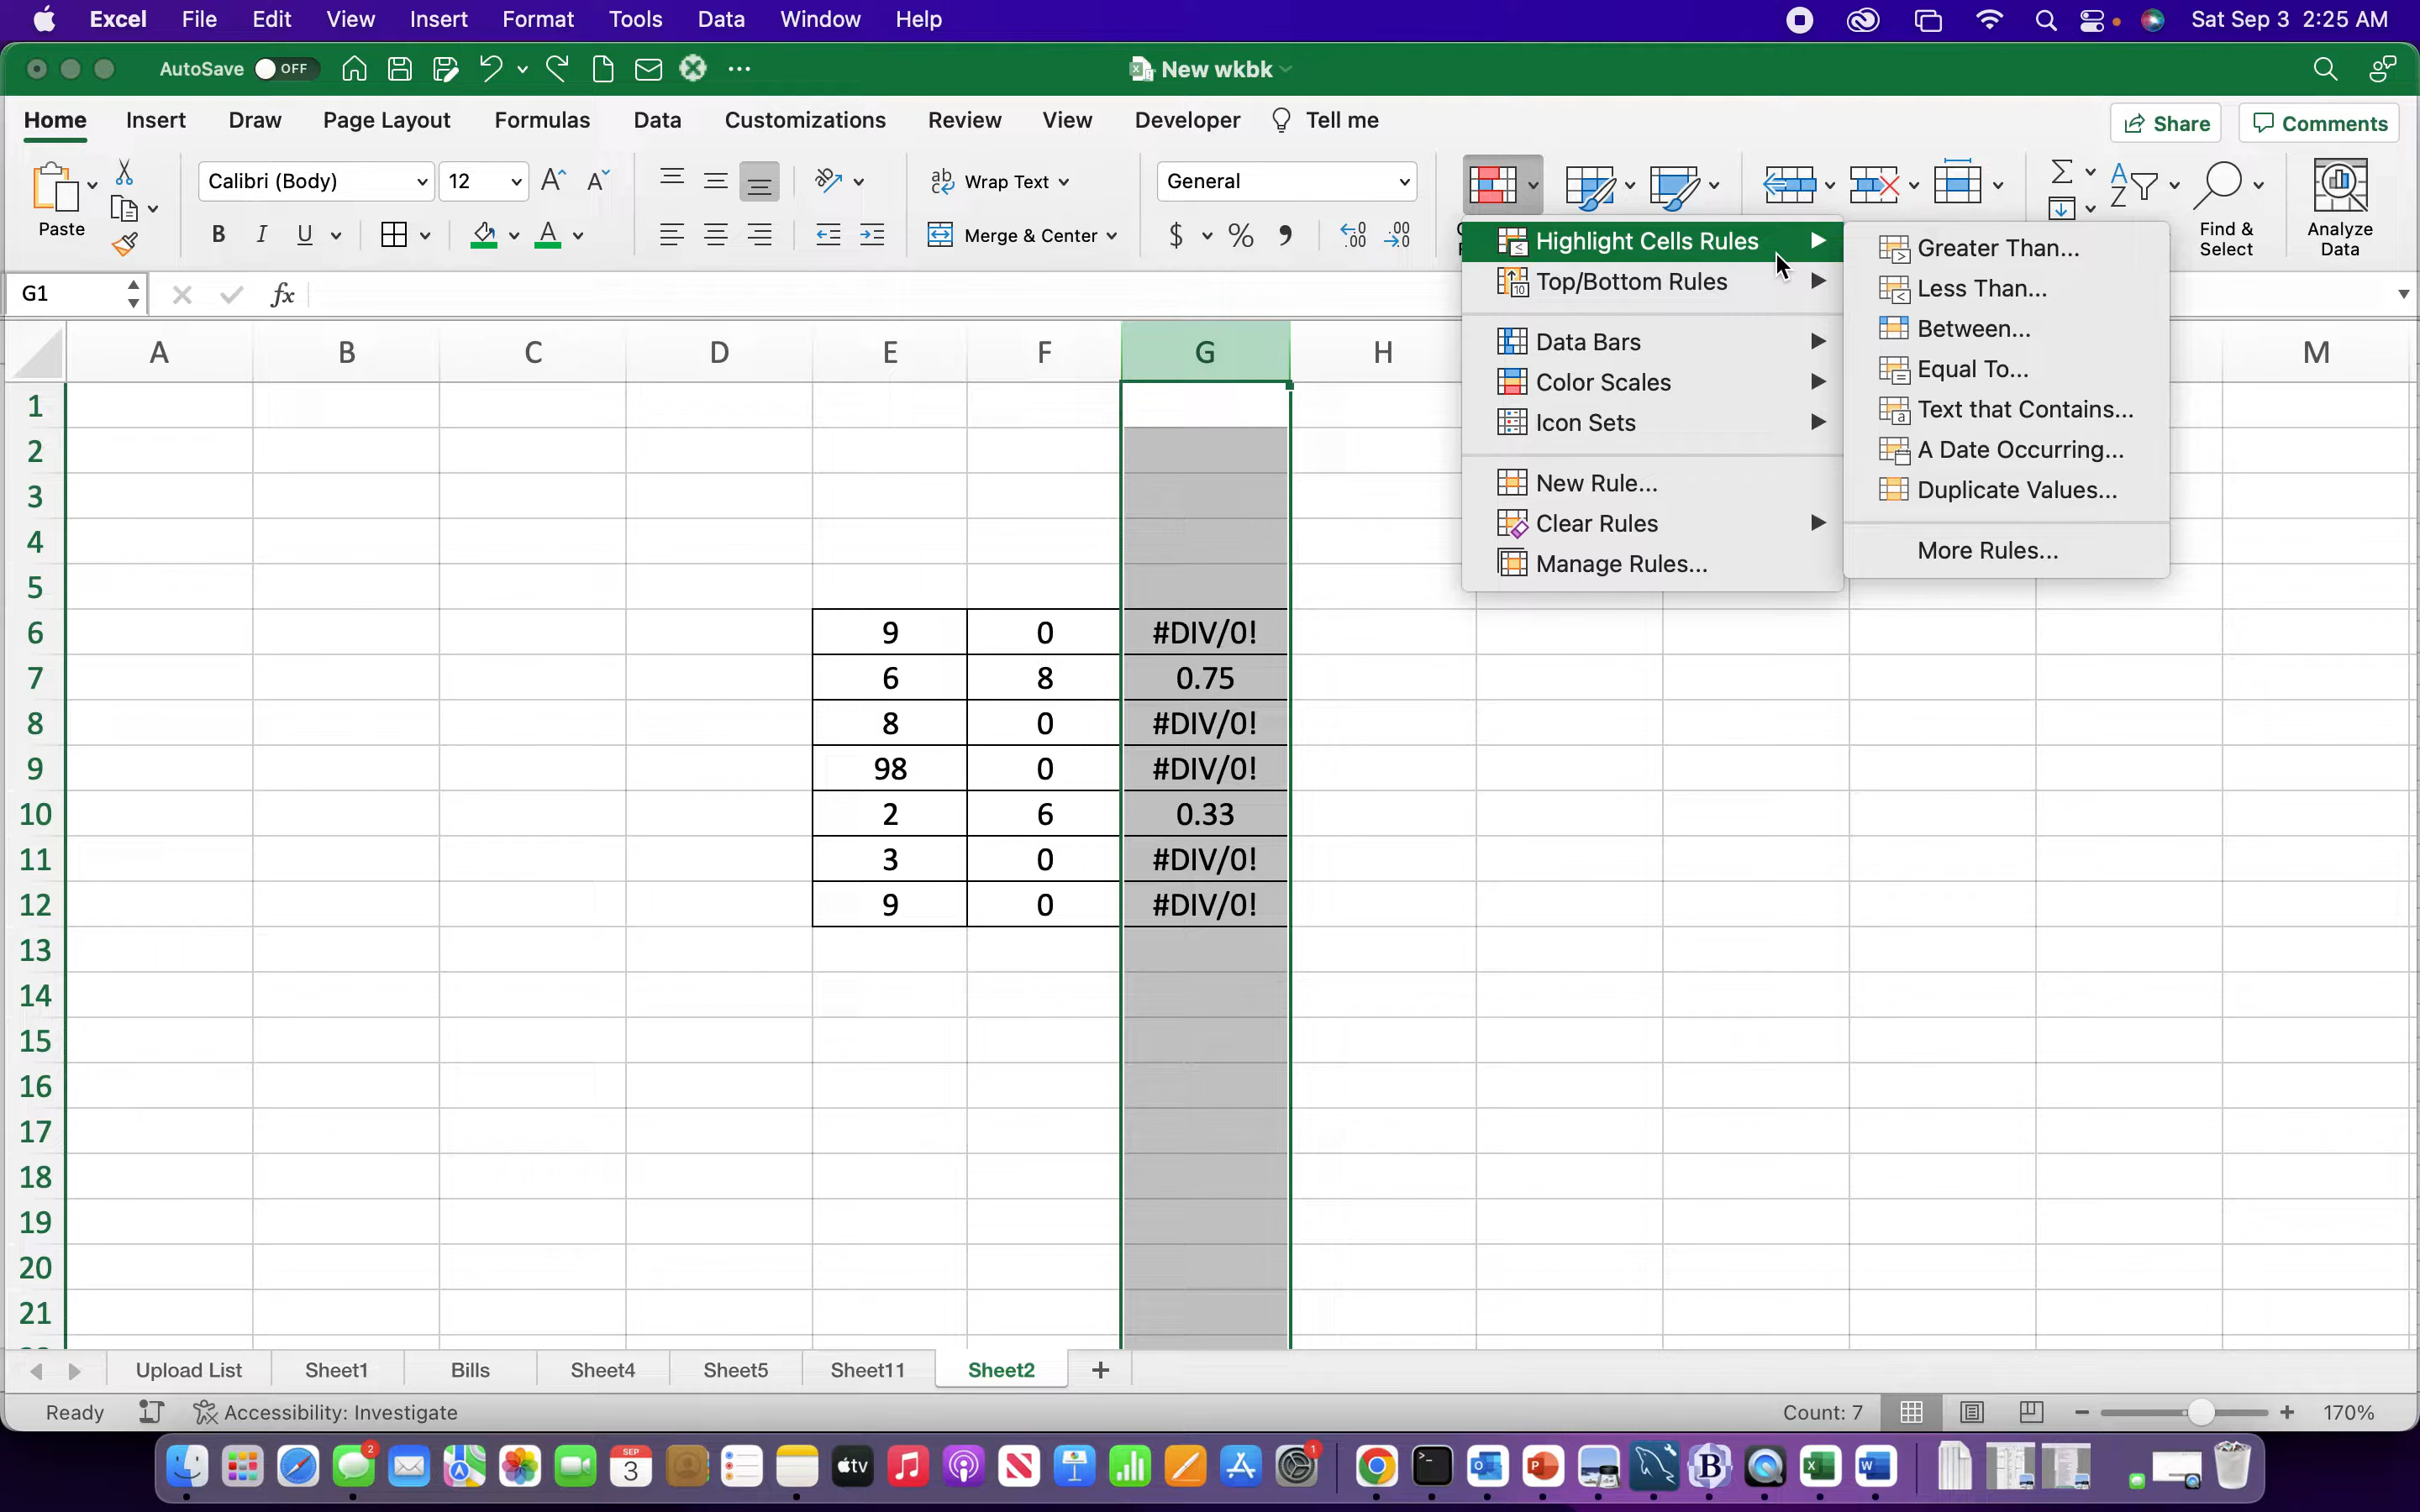 Excel File Edit View Insert Format Tools Data Window Help Sat Sep 3 2:25 AM
AutoSave OFF New wkbk
Home Insert Draw Page Layout Formulas Data Customizations Review View Developer Tell me Share Comments
Paste Calibri (Body) 12 Wrap Text General Find & Select Analyze Data
B I U Merge & Center $ %
G1 fx
Highlight Cells Rules
Top/Bottom Rules
Data Bars
Color Scales
Icon Sets
New Rule...
Clear Rules
Manage Rules...
Greater Than...
Less Than...
Between...
Equal To...
Text that Contains...
A Date Occurring...
Duplicate Values...
More Rules...
A B C D E F G H M
1
2
3
4
5
6 9 0 #DIV/0!
7 6 8 0.75
8 8 0 #DIV/0!
9 98 0 #DIV/0!
10 2 6 0.33
11 3 0 #DIV/0!
12 9 0 #DIV/0!
13
14
15
16
17
18
19
20
21
Upload List Sheet1 Bills Sheet4 Sheet5 Sheet11 Sheet2 +
Ready Accessibility: Investigate Count: 7 170%
2 SEP 3 tv 1